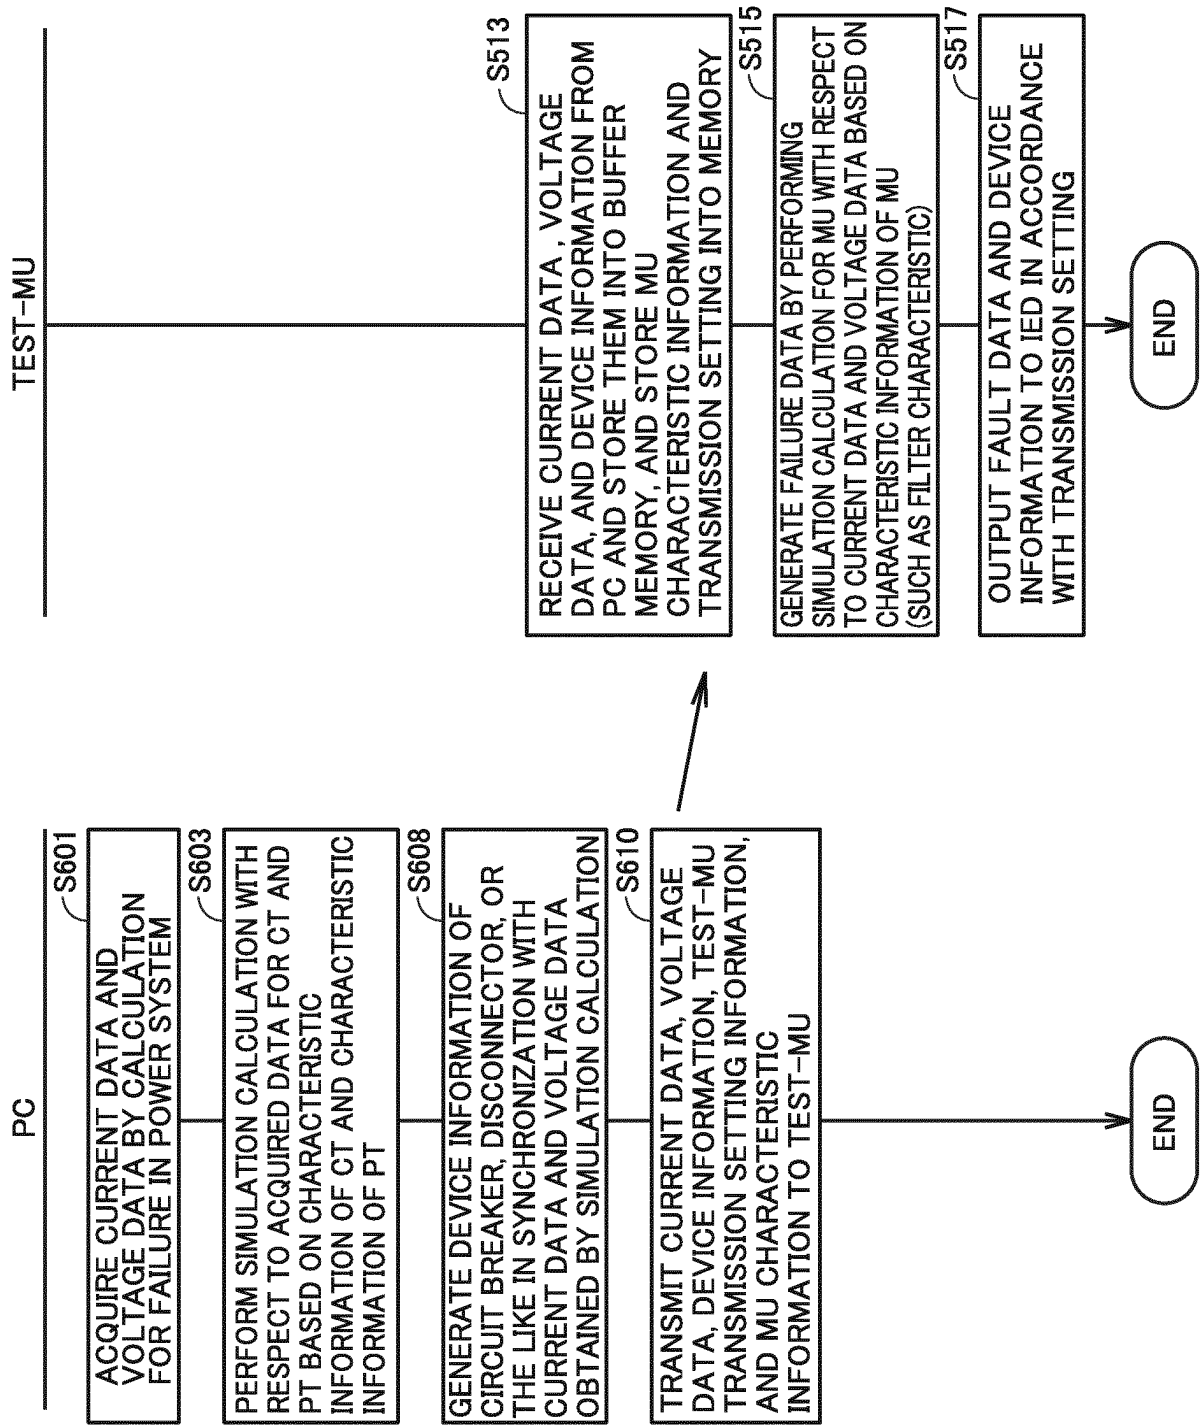 PC
S601
ACQUIRE CURRENT DATA AND
VOLTAGE DATA BY CALCULATION
FOR FAILURE IN POWER SYSTEM
S603
PERFORM SIMULATION CALCULATION WITH
RESPECT TO ACQUIRED DATA FOR CT AND
PT BASED ON CHARACTERISTIC
INFORMATION OF CT AND CHARACTERISTIC
INFORMATION OF PT
S608
GENERATE DEVICE INFORMATION OF
CIRCUIT BREAKER, DISCONNECTOR, OR
THE LIKE IN SYNCHRONIZATION WITH
CURRENT DATA AND VOLTAGE DATA
OBTAINED BY SIMULATION CALCULATION
S610
TRANSMIT CURRENT DATA, VOLTAGE
DATA, DEVICE INFORMATION, TEST-MU
TRANSMISSION SETTING INFORMATION,
AND MU CHARACTERISTIC
INFORMATION TO TEST-MU
END
TEST-MU
S513
RECEIVE CURRENT DATA, VOLTAGE
DATA, AND DEVICE INFORMATION FROM
PC AND STORE THEM INTO BUFFER
MEMORY, AND STORE MU
CHARACTERISTIC INFORMATION AND
TRANSMISSION SETTING INTO MEMORY
S515
GENERATE FAILURE DATA BY PERFORMING
SIMULATION CALCULATION FOR MU WITH RESPECT
TO CURRENT DATA AND VOLTAGE DATA BASED ON
CHARACTERISTIC INFORMATION OF MU
(SUCH AS FILTER CHARACTERISTIC)
S517
OUTPUT FAULT DATA AND DEVICE
INFORMATION TO IED IN ACCORDANCE
WITH TRANSMISSION SETTING
END